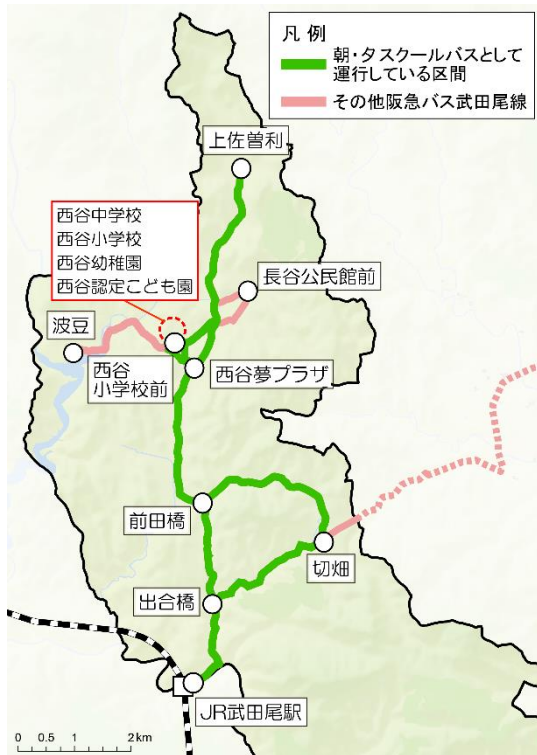 凡 例
朝・夕スクールバスとして
運行している区間
その他阪急バス武田尾線
上佐曽利
西谷中学校
西谷小学校
西谷幼稚園
西谷認定こども園
長谷公民館前
波豆
西谷
小学校前
西谷夢プラザ
前田橋
切畑
出合橋
JR武田尾駅
0 0.5 1 2km